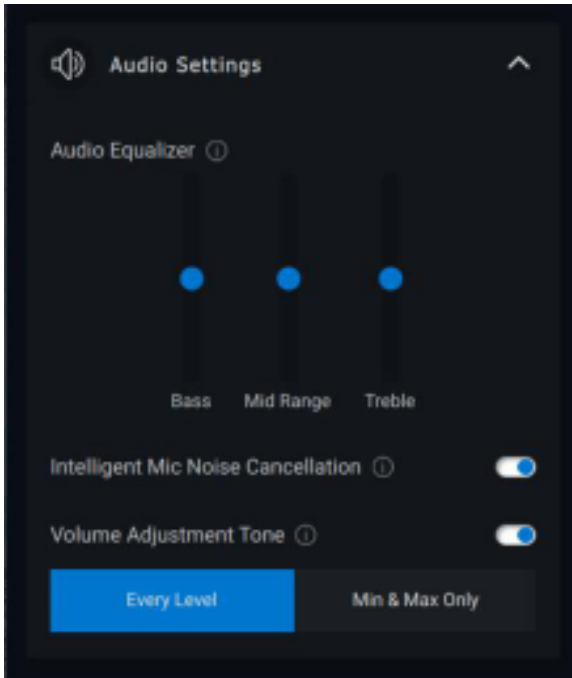 Audio Settings
Audio Equalizer
Bass Mid Range Treble
Intelligent Mic Noise Cancellation
Volume Adjustment Tone
Every Level Min & Max Only